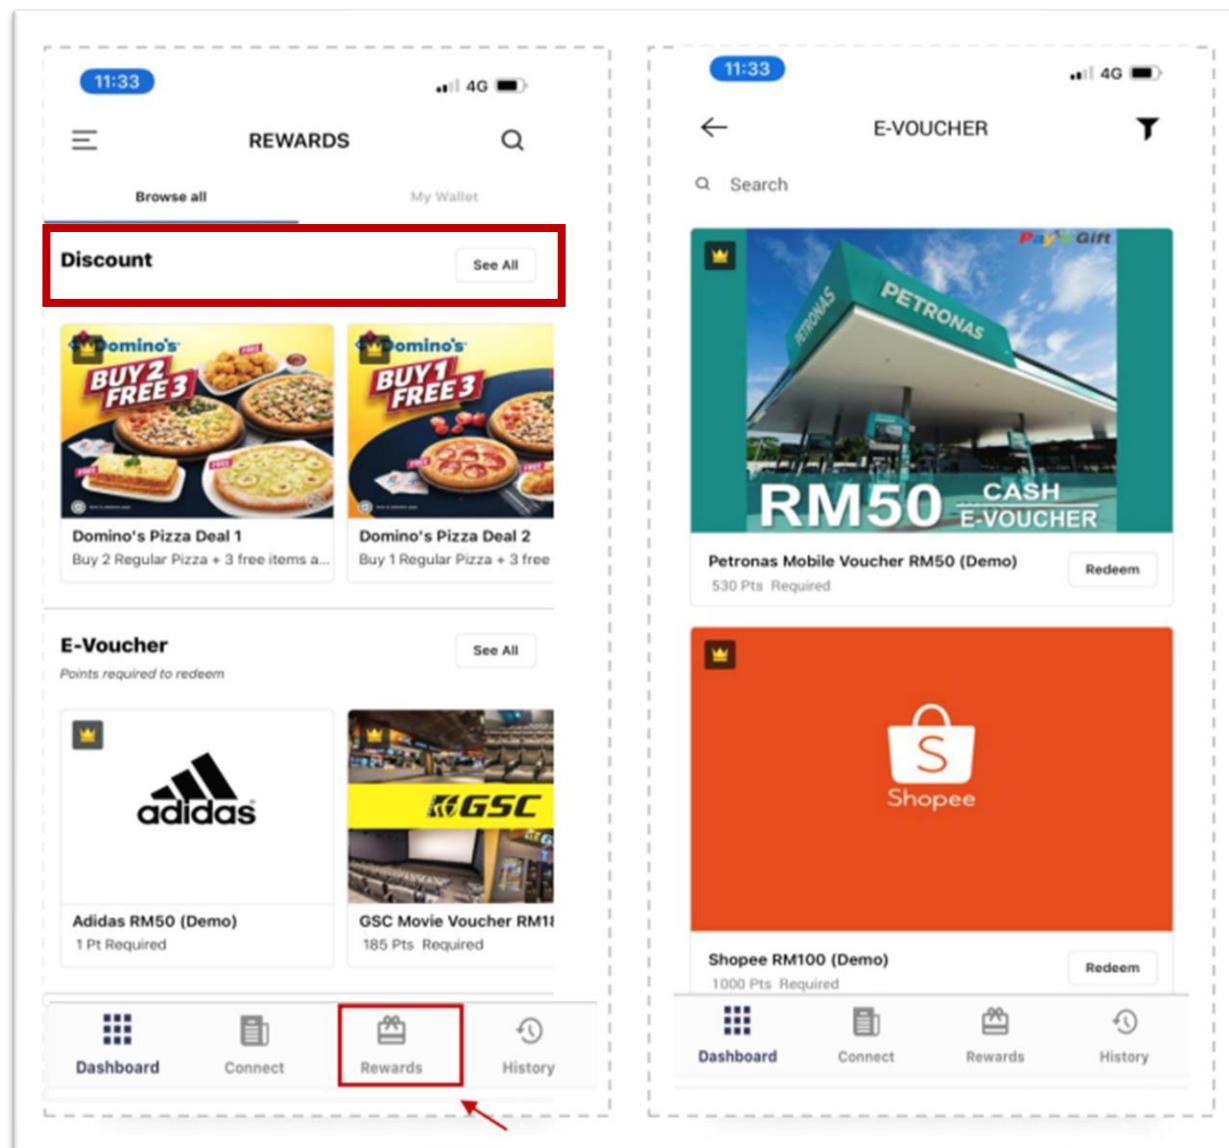 11:33
4G
REWARDS
Browse all
My Wallet
Discount
See All
Domino's
BUY 2
FREE 3
FREE
FREE
FREE
Domino's
BUY 1
FREE 3
FREE
Domino's Pizza Deal 1
Buy 2 Regular Pizza + 3 free items a...
Domino's Pizza Deal 2
Buy 1 Regular Pizza + 3 free
E-Voucher
See All
Points required to redeem
adidas
GSC
Adidas RM50 (Demo)
1 Pt Required
GSC Movie Voucher RM18
185 Pts Required
Dashboard
Connect
Rewards
History
11:33
4G
E-VOUCHER
Search
Pay's Gift
PETRONAS
PETRONAS
RM50 CASH
E-VOUCHER
Petronas Mobile Voucher RM50 (Demo)
530 Pts Required
Redeem
S
Shopee
Shopee RM100 (Demo)
1000 Pts Required
Redeem
Dashboard
Connect
Rewards
History